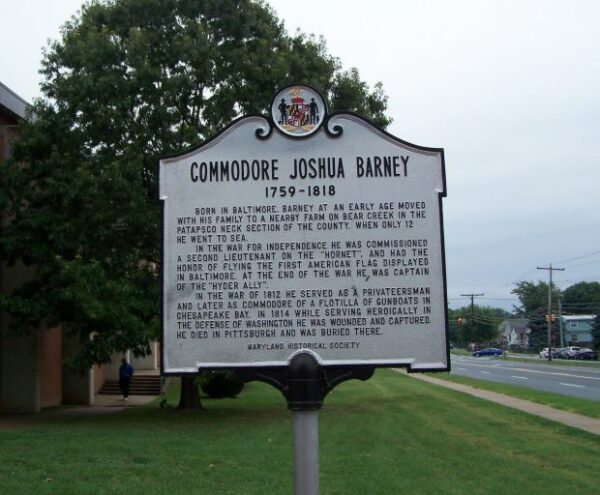 COMMODORE JOSHUA BARNEY
1759-1818
BORN IN BALTIMORE, BARNEY AT AN EARLY AGE MOVED
WITH HIS FAMILY TO A NEARBY FARM ON BEAR CREEK IN THE
PATAPSCO NECK SECTION OF THE COUNTY. WHEN ONLY 12
HE WENT TO SEA.
IN THE WAR FOR INDEPENDENCE HE WAS COMMISSIONED
A SECOND LIEUTENANT ON THE "HORNET", AND HAD THE
HONOR OF FLYING THE FIRST AMERICAN FLAG DISPLAYED
IN BALTIMORE. AT THE END OF THE WAR HE WAS CAPTAIN
OF THE "HYDER ALLY".
IN THE WAR OF 1812 HE SERVED AS A PRIVATEERSMAN
AND LATER AS COMMODORE OF A FLOTILLA OF GUNBOATS IN
CHESAPEAKE BAY. IN 1814 WHILE SERVING HEROICALLY IN
THE DEFENSE OF WASHINGTON HE WAS WOUNDED AND CAPTURED.
HE DIED IN PITTSBURGH AND WAS BURIED THERE.
MARYLAND HISTORICAL SOCIETY